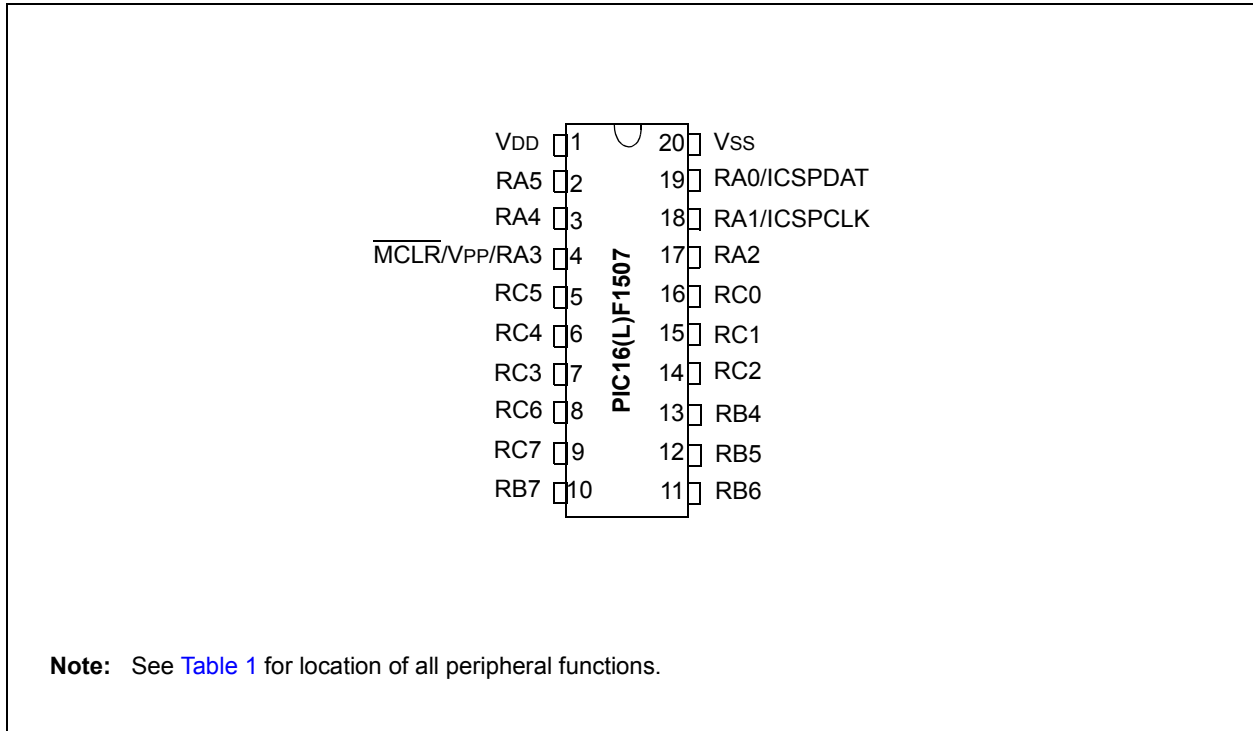 VDD 1 20 VSS
RA5 2 19 RA0/ICSPDAT
RA4 3 18 RA1/ICSPCLK
MCLR/VPP/RA3 4 17 RA2
RC5 5 16 RC0
RC4 6 15 RC1
RC3 7 14 RC2
RC6 8 13 RB4
RC7 9 12 RB5
RB7 10 11 RB6
PIC16(L)F1507
Note: See Table 1 for location of all peripheral functions.